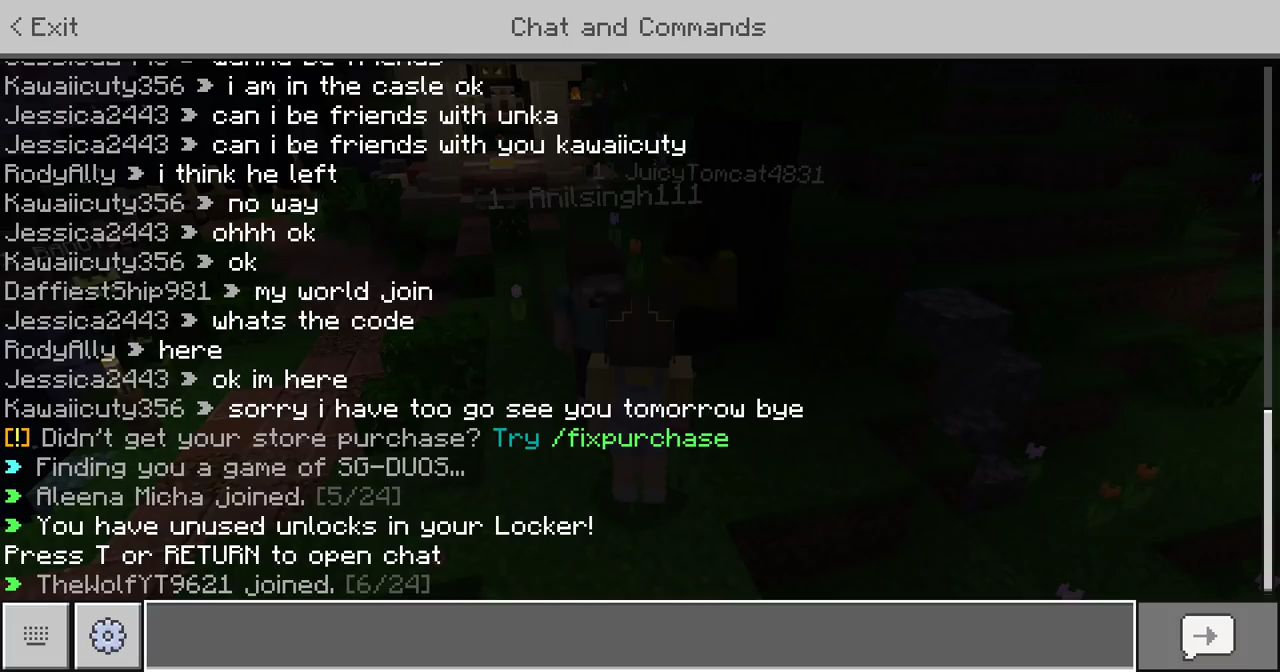 Exit
Chat and Commands
wanna be friends
Kawaiicuty356 > i am in the casle ok
Jessica2443 > can i be friends with unka
Jessica2443 > can i be friends with you kawaiicuty
RodyAlly > i think he left
Kawaiicuty356 > no way
Jessica2443 > ohhh ok
Kawaiicuty356 > ok
DaffiestShip981 > my world join
Jessica2443 > whats the code
RodyAlly > here
Jessica2443 > ok im here
Kawaiicuty356 > sorry i have too go see you tomorrow bye
[!] Didn't get your store purchase? Try /fixpurchase
> Finding you a game of SG-DUOS...
> Aleena Micha joined. [5/24]
> You have unused unlocks in your Locker!
Press T or RETURN to open chat
> TheWolfYT9621 joined. [6/24]
JuicyTomcat4831
[1] Anilsingh111